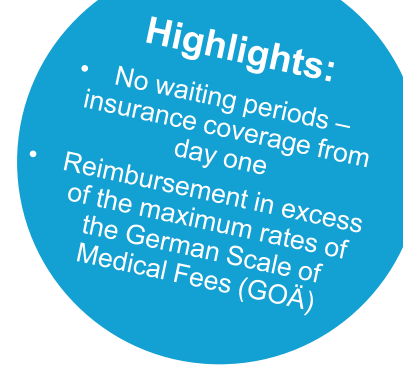 Highlights:
• No waiting periods –
insurance coverage from
day one
• Reimbursement in excess
of the maximum rates of
the German Scale of
Medical Fees (GOÄ)